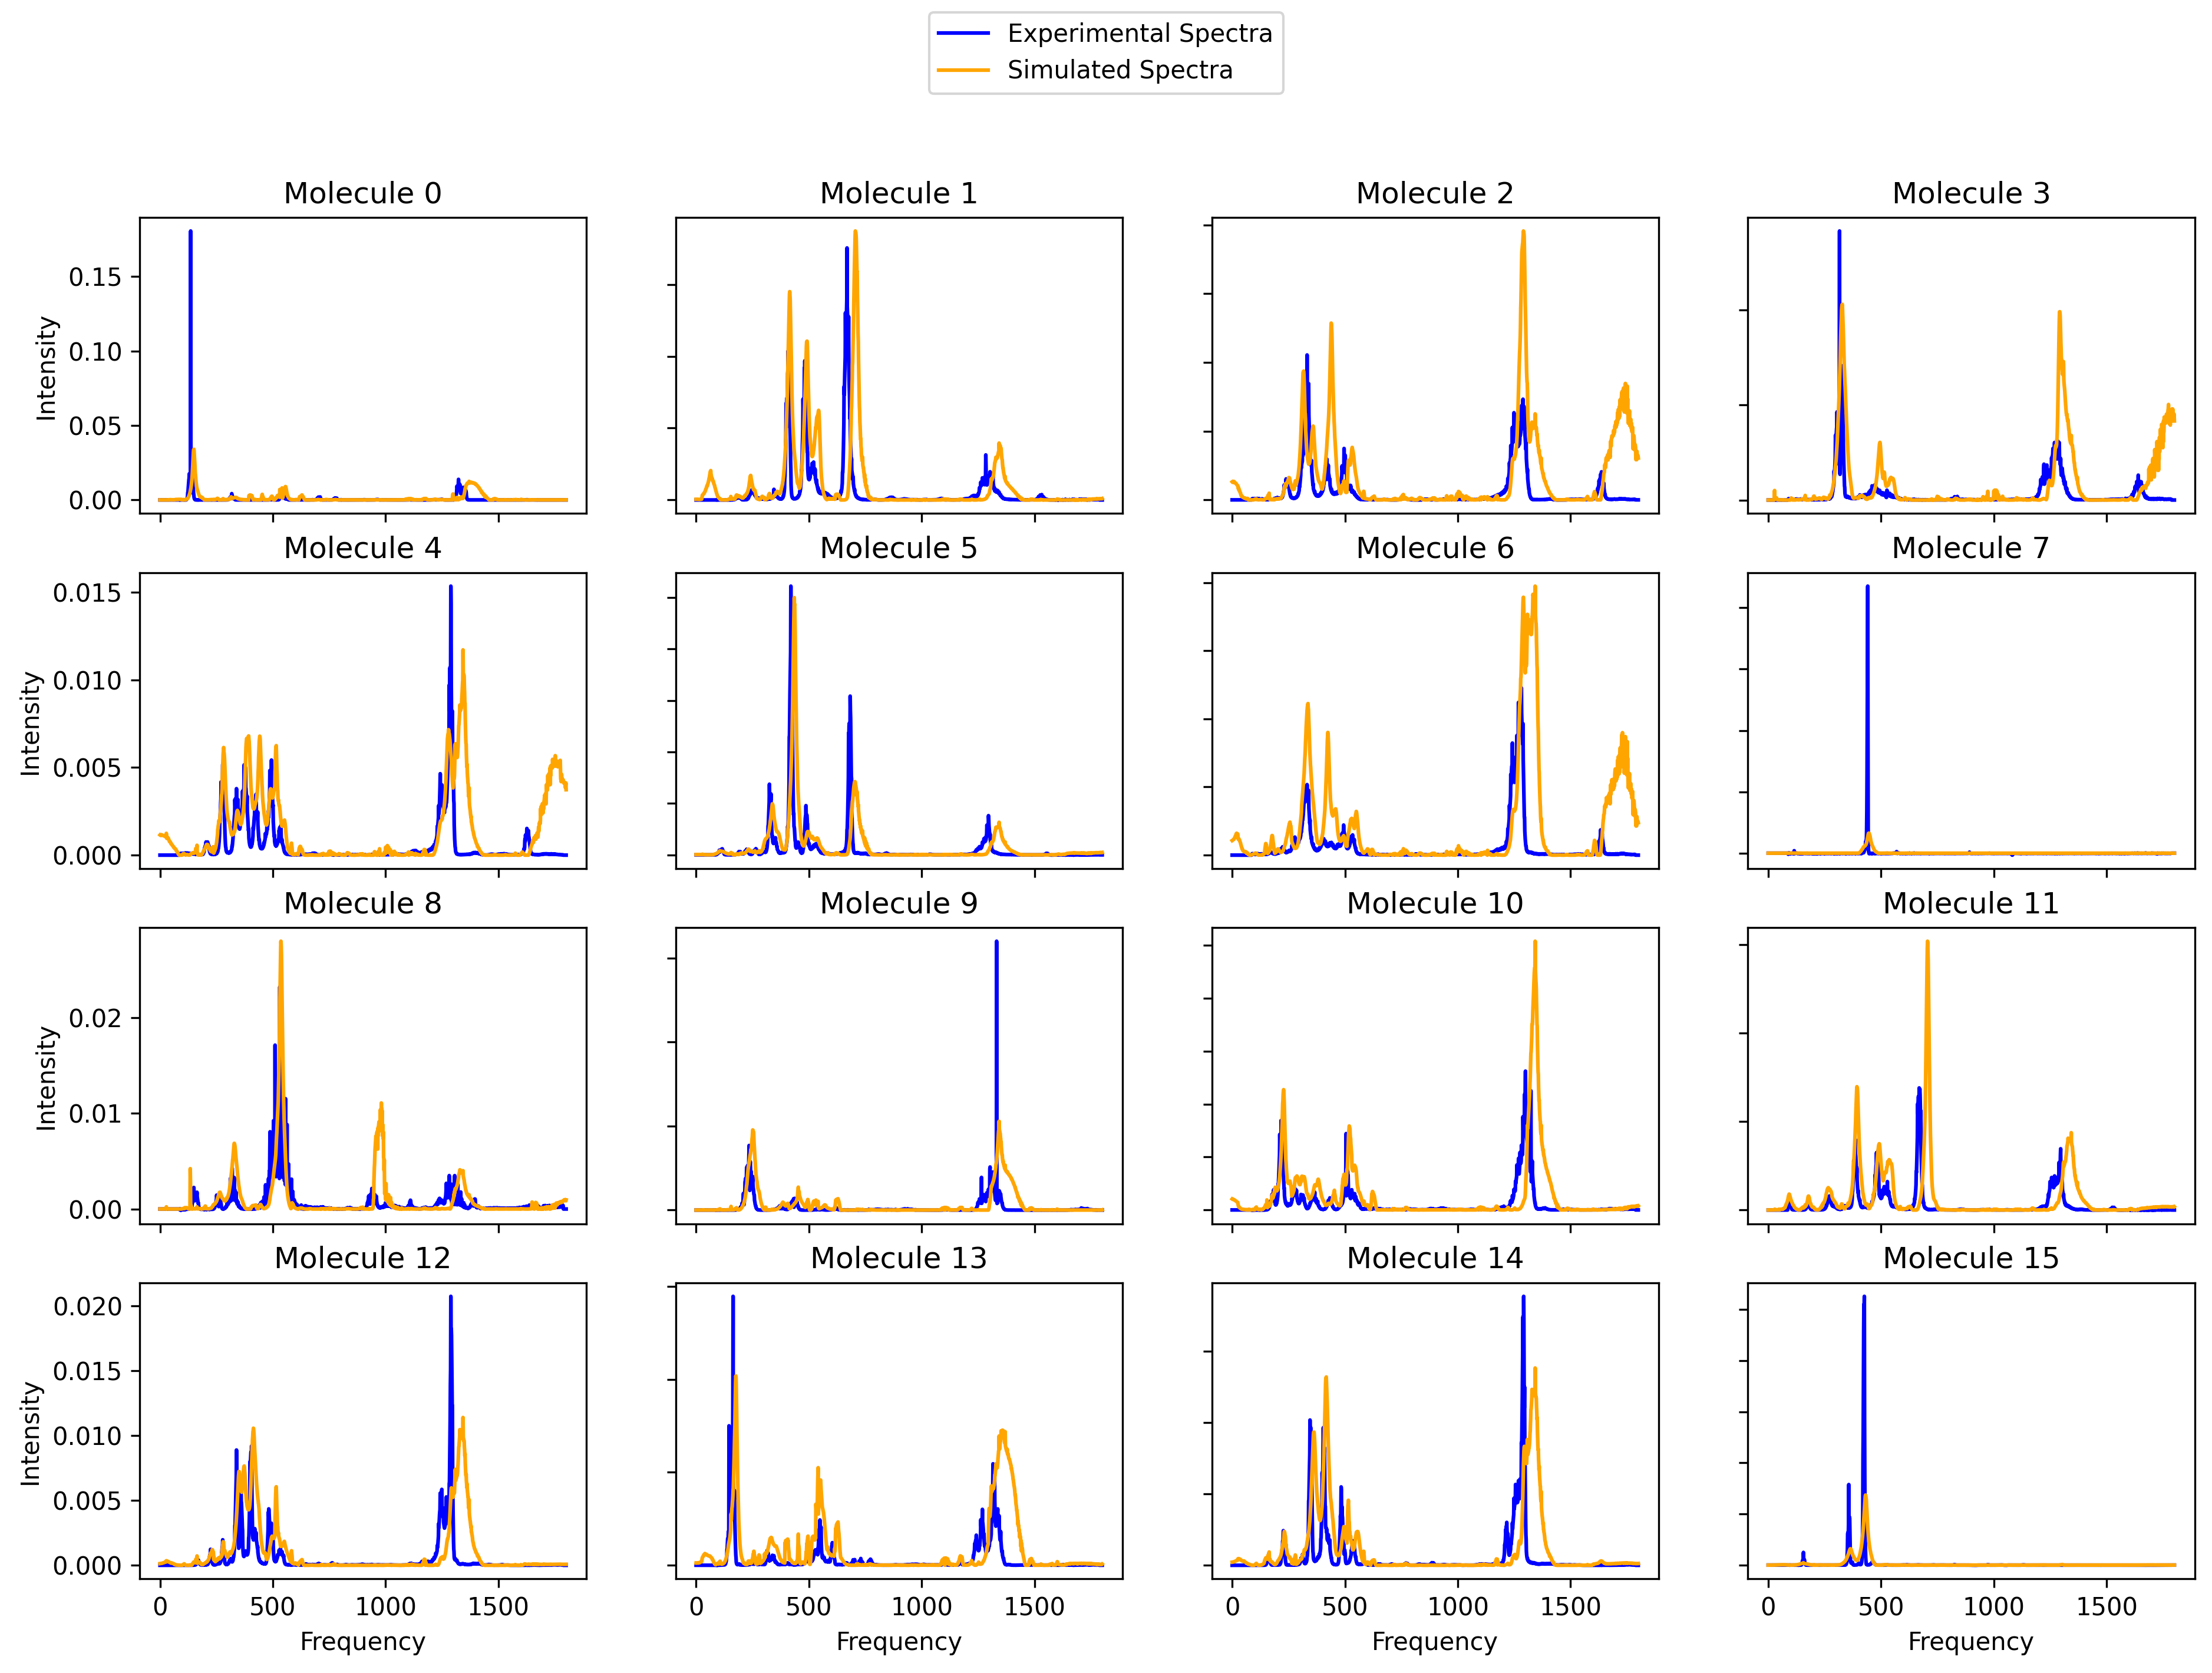 Experimental Spectra
Simulated Spectra
Molecule 0
Molecule 1
Molecule 2
Molecule 3
0.15
0.10
0.05
0.00
Intensity
Molecule 4
Molecule 5
Molecule 6
Molecule 7
0.015
0.010
0.005
0.000
Intensity
Molecule 8
Molecule 9
Molecule 10
Molecule 11
0.02
0.01
0.00
Intensity
Molecule 12
Molecule 13
Molecule 14
Molecule 15
0.020
0.015
0.010
0.005
0.000
Intensity
0 500 1000 1500
0 500 1000 1500
0 500 1000 1500
0 500 1000 1500
Frequency
Frequency
Frequency
Frequency